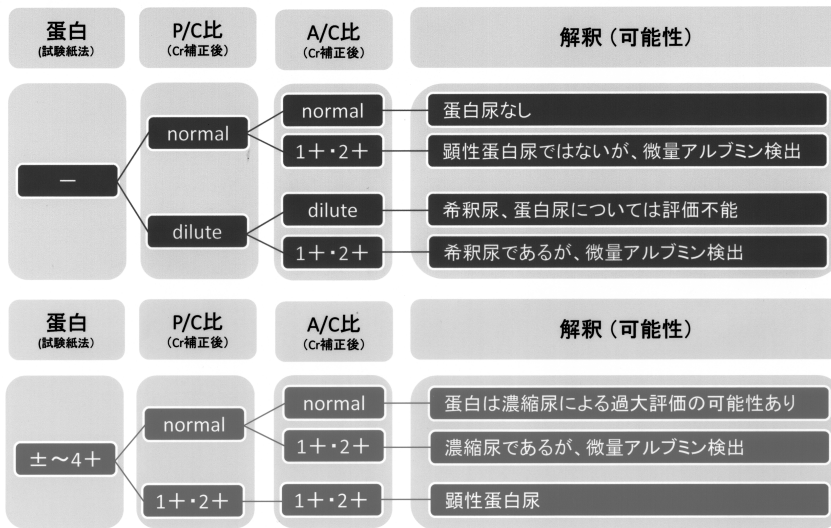 蛋白 P/C比 A/C比 解釈（可能性）
(試験紙法) （Cr補正後） （Cr補正後）
normal 蛋白尿なし
normal
1＋・2＋ 顕性蛋白尿ではないが、微量アルブミン検出
－
dilute 希釈尿、蛋白尿については評価不能
dilute
1＋・2＋ 希釈尿であるが、微量アルブミン検出
蛋白 P/C比 A/C比 解釈（可能性）
(試験紙法) （Cr補正後） （Cr補正後）
normal 蛋白は濃縮尿による過大評価の可能性あり
normal
1＋・2＋ 濃縮尿であるが、微量アルブミン検出
±～4＋
1＋・2＋ 1＋・2＋ 顕性蛋白尿